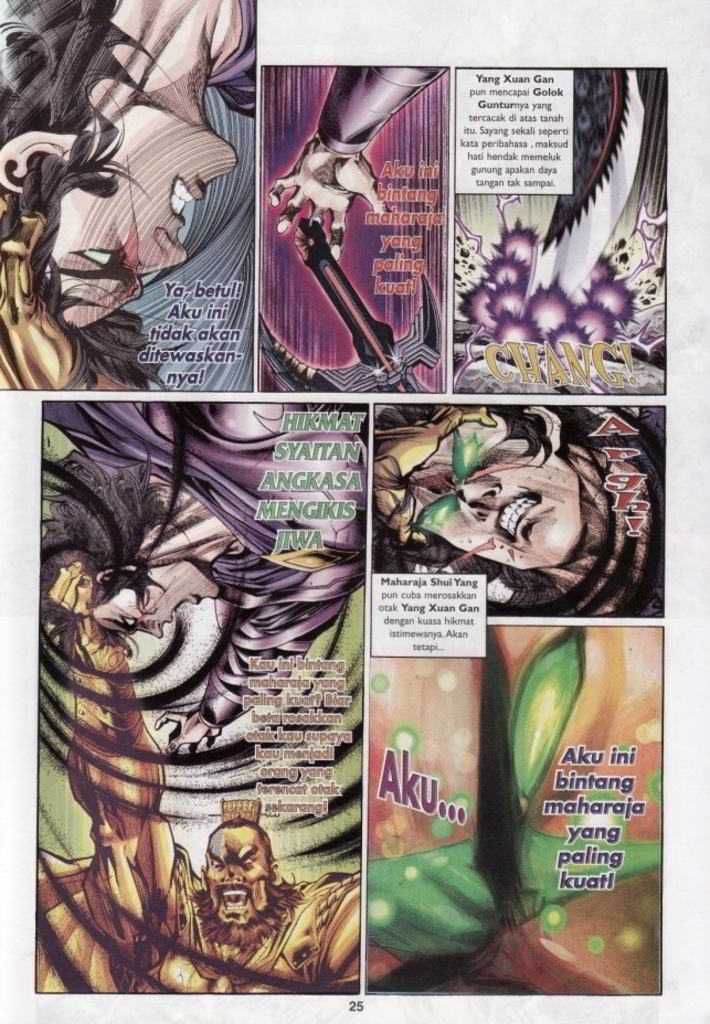 Ya, betul!
Aku ini
tidak akan
ditewaskan-
nya!
Aku ini
bintang
maharaja
yang
paling
kuat!
Yang Xuan Gan
pun mencapai Golok
Gunturnya yang
tercacak di atas tanah
itu. Sayang sekali seperti
kata peribahasa , maksud
hati hendak memeluk
gunung apakan daya
tangan tak sampai.
CHANG!
HIKMAT
SYAITAN
ANGKASA
MENGIKIS
JIWA
Kau ini bintang
maharaja yang
paling kuat? Biar
beta rosakkan
otak kau supaya
kau menjadi
orang yang
terencat otak
sekarang!
Argh!
Maharaja Shui Yang
pun cuba merosakkan
otak Yang Xuan Gan
dengan kuasa hikmat
istimewanya. Akan
tetapi...
Aku...
Aku ini
bintang
maharaja
yang
paling
kuat!
25